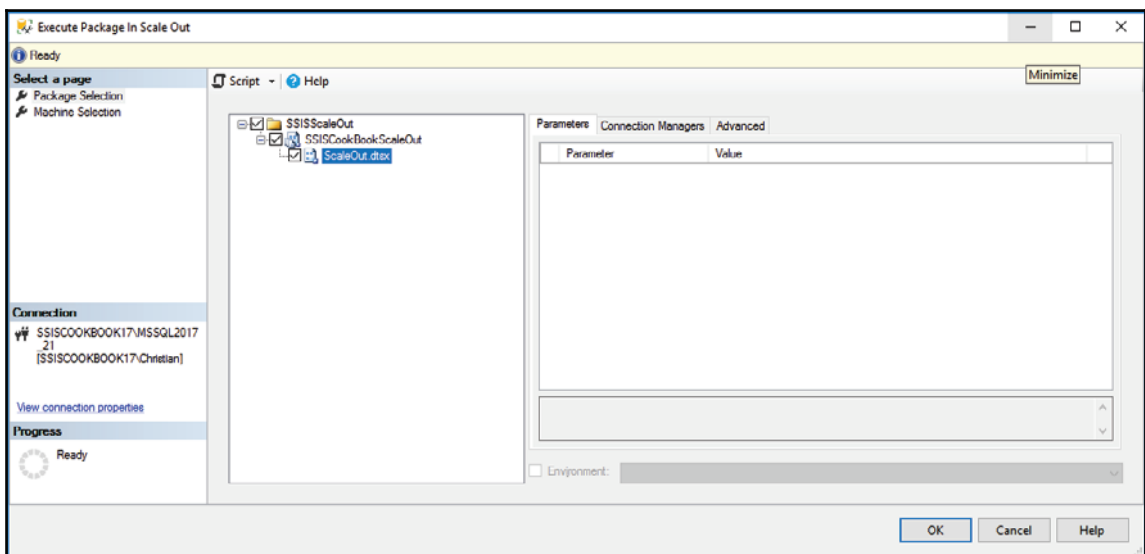 Execute Package In Scale Out
Ready
Minimize
Select a page
Package Selection
Machine Selection
Script
Help
SSISScaleOut
SSISCookBookScaleOut
ScaleOut.dtsx
Parameters Connection Managers Advanced
Parameter Value
Connection
SSISCOOKBOOK17\MSSQL2017
_21
[SSISCOOKBOOK17\Christian]
View connection properties
Progress
Ready
Environment:
OK Cancel Help